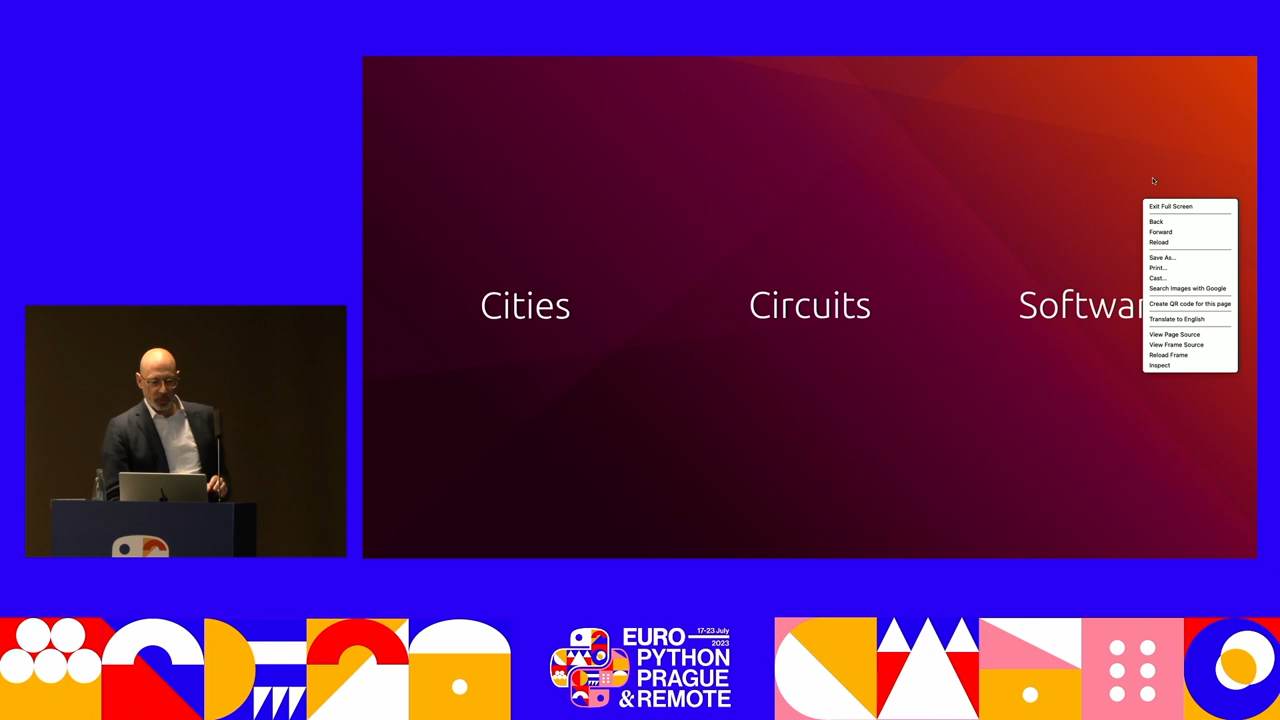 Cities
Circuits
Softwar
Exit Full Screen
Back
Forward
Reload
Save As...
Print...
Cast...
Search Images with Google
Create QR code for this page
Translate to English
View Page Source
View Frame Source
Reload Frame
Inspect
EURO
17-23 July
2023
PYTHON
PRAGUE
&REMOTE